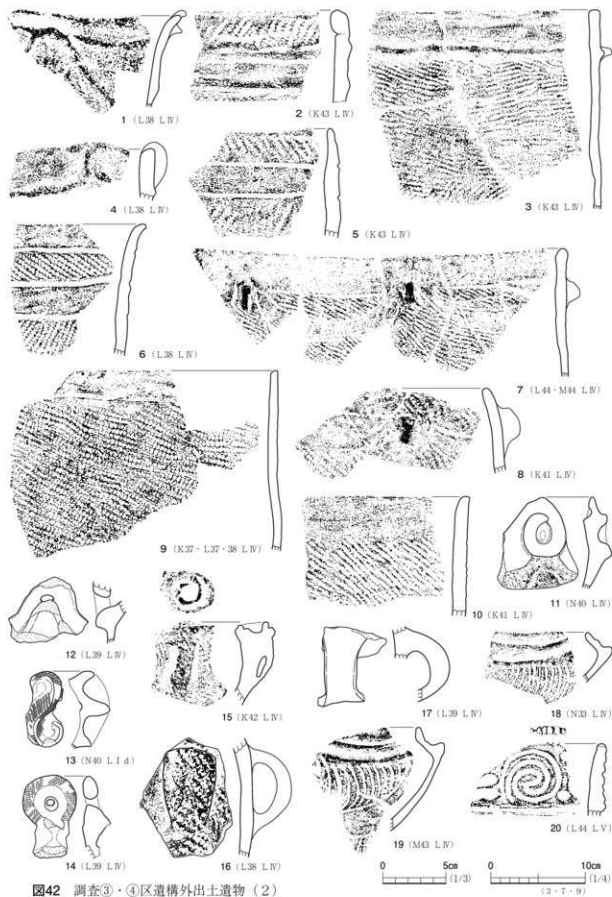 1 (L38 LⅣ)
2 (K43 LⅣ)
3 (K43 LⅣ)
4 (L38 LⅣ)
5 (K43 LⅣ)
6 (L38 LⅣ)
7 (L44・M44 LⅣ)
8 (K41 LⅣ)
9 (K37・L37・38 LⅣ)
10 (K41 LⅣ)
11 (N40 LⅣ)
12 (L39 LⅣ)
13 (N40 LⅠd)
14 (L39 LⅣ)
15 (K42 LⅣ)
16 (L38 LⅣ)
17 (L39 LⅣ)
18 (N33 LⅣ)
19 (M43 LⅣ)
20 (L44 LⅤ)
0 5㎝
(1/3)
0 10㎝
(1/4)
(3・7・9)
図42 調査③・④区遺構外出土遺物(2)